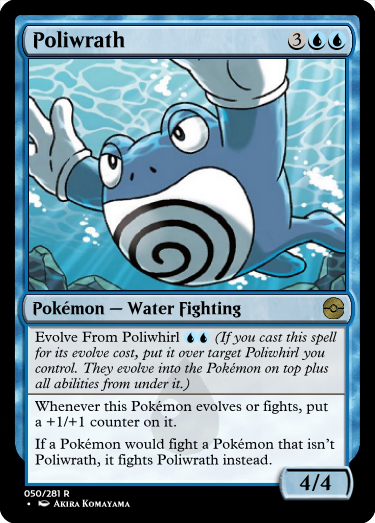 Poliwrath 3
Pokémon — Water Fighting
Evolve From Poliwhirl (If you cast this spell
for its evolve cost, put it over target Poliwhirl you
control. They evolve into the Pokémon on top plus
all abilities from under it.)
Whenever this Pokémon evolves or fights, put
a +1/+1 counter on it.
If a Pokémon would fight a Pokémon that isn't
Poliwrath, it fights Poliwrath instead.
4/4
050/281 R
• Akira Komayama